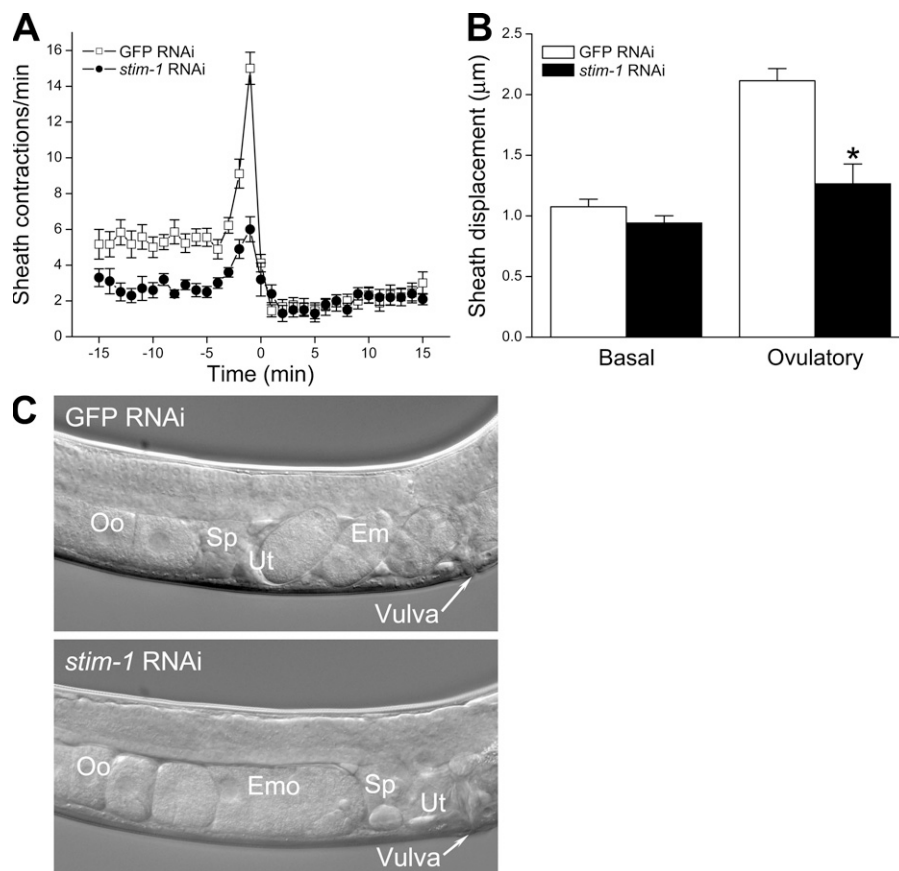 A
GFP RNAi
stim-1 RNAi
Sheath contractions/min
16
14
12
10
8
6
4
2
0
-15 -10 -5 0 5 10 15
Time (min)
B
GFP RNAi
stim-1 RNAi
Sheath displacement (μm)
2.5
2.0
1.5
1.0
0.5
0.0
*
Basal Ovulatory
C
GFP RNAi
Oo Sp Ut Em
Vulva
stim-1 RNAi
Oo Emo Sp Ut
Vulva